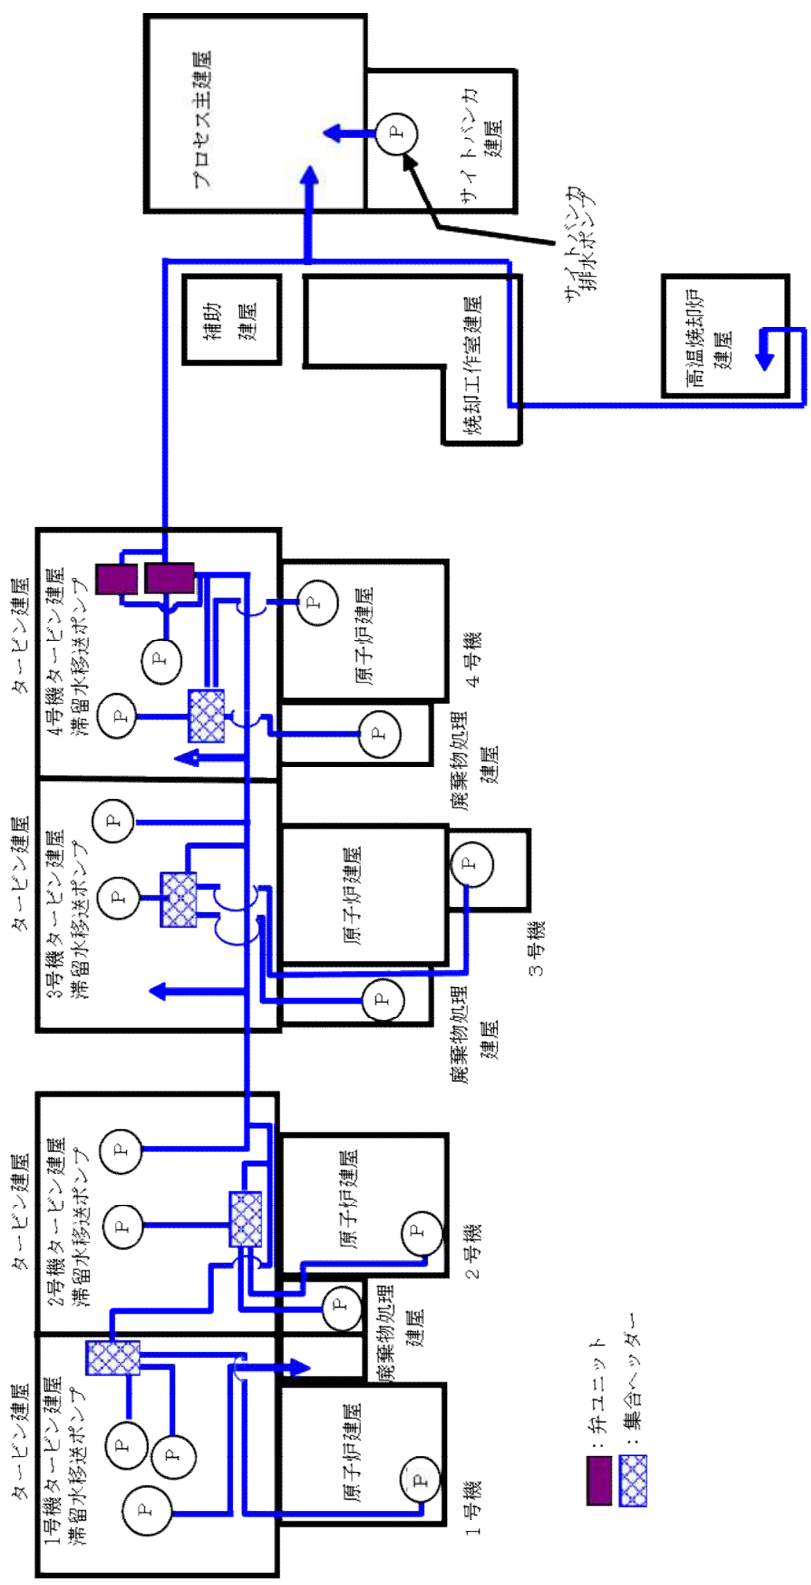 プロセス主建屋
サイトバンカ
建屋
P
サイトバンカ
排水ポンプ
補助
建屋
焼却工作室建屋
高温焼却炉
建屋
タービン建屋
4号機タービン建屋
滞留水移送ポンプ
P
P
原子炉建屋
P
4号機
P
廃棄物処理
建屋
タービン建屋
3号機タービン建屋
滞留水移送ポンプ
P
P
原子炉建屋
P
3号機
P
廃棄物処理
建屋
タービン建屋
2号機タービン建屋
滞留水移送ポンプ
P
P
原子炉建屋
P
2号機
P
廃棄物処理
建屋
タービン建屋
1号機タービン建屋
滞留水移送ポンプ
P
P
P
原子炉建屋
P
1号機
：弁ユニット
：集合ヘッダー